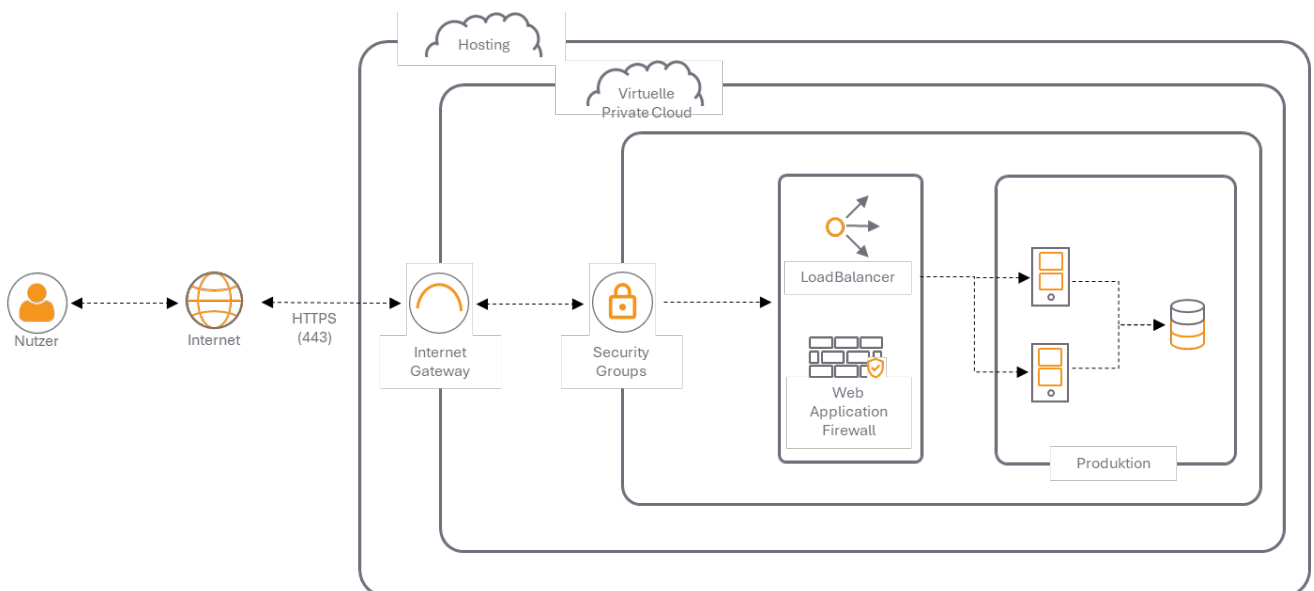 Hosting
Virtuelle
Private Cloud
Nutzer
Internet
HTTPS
(443)
Internet
Gateway
Security
Groups
LoadBalancer
Web
Application
Firewall
Produktion